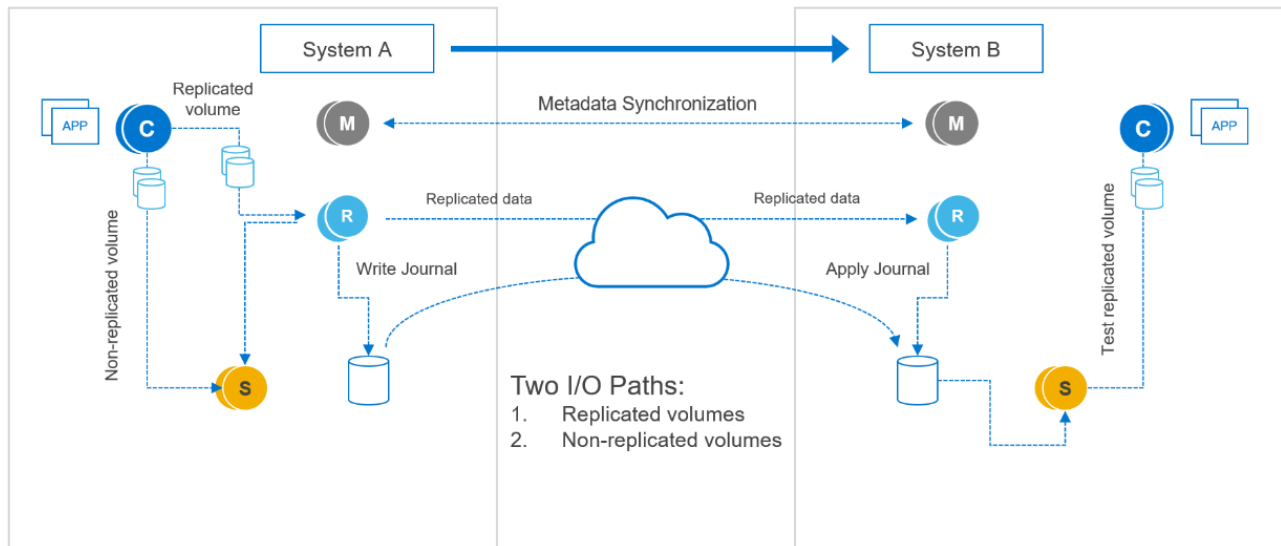 System A
System B
Replicated
volume
Metadata Synchronization
APP
C
M
M
C
APP
Non-replicated volume
R
Replicated data
Replicated data
R
Test replicated volume
Write Journal
Apply Journal
S
S
Two I/O Paths:
1. Replicated volumes
2. Non-replicated volumes